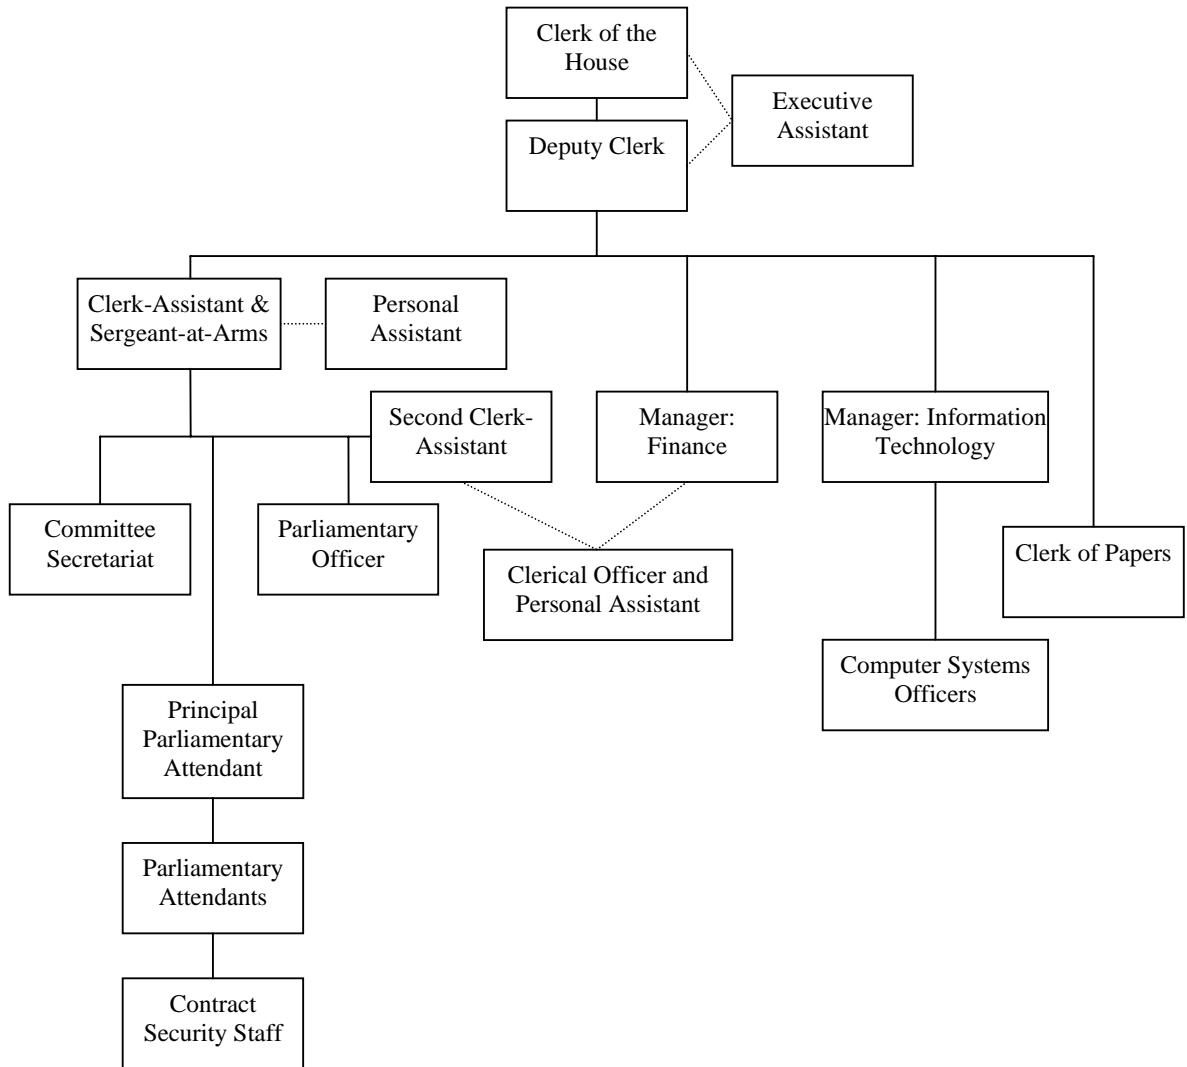 Clerk of the
House
Executive
Assistant
Deputy Clerk
Clerk-Assistant &
Sergeant-at-Arms
Personal
Assistant
Second Clerk-
Assistant
Manager:
Finance
Manager: Information
Technology
Committee
Secretariat
Parliamentary
Officer
Clerical Officer and
Personal Assistant
Clerk of Papers
Computer Systems
Officers
Principal
Parliamentary
Attendant
Parliamentary
Attendants
Contract
Security Staff